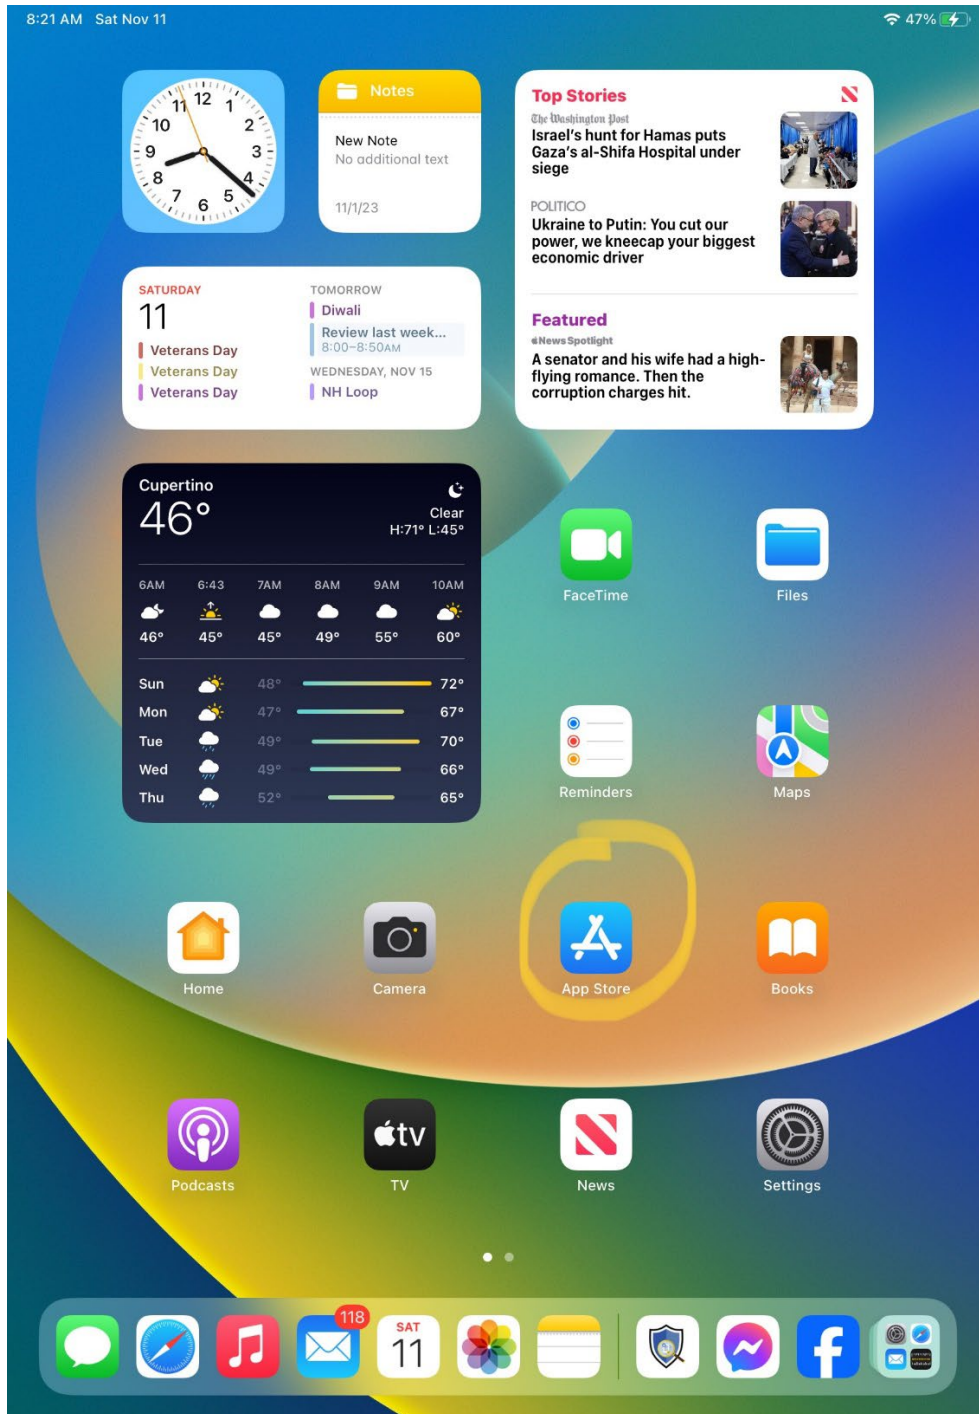 8:21 AM Sat Nov 11
47%
12
1
2
3
4
5
6
7
8
9
10
11
Notes
New Note
No additional text
11/1/23
Top Stories
The Washington Post
Israel's hunt for Hamas puts
Gaza's al-Shifa Hospital under
siege
POLITICO
Ukraine to Putin: You cut our
power, we kneecap your biggest
economic driver
Featured
News Spotlight
A senator and his wife had a high-
flying romance. Then the
corruption charges hit.
SATURDAY
11
Veterans Day
Veterans Day
Veterans Day
TOMORROW
Diwali
Review last week...
8:00–8:50AM
WEDNESDAY, NOV 15
NH Loop
Cupertino
46°
Clear
H:71° L:45°
6AM 6:43 7AM 8AM 9AM 10AM
46° 45° 45° 49° 55° 60°
Sun 48° 72°
Mon 47° 67°
Tue 49° 70°
Wed 49° 66°
Thu 52° 65°
FaceTime Files
Reminders Maps
Home Camera App Store Books
tv
Podcasts TV News Settings
118
SAT
11